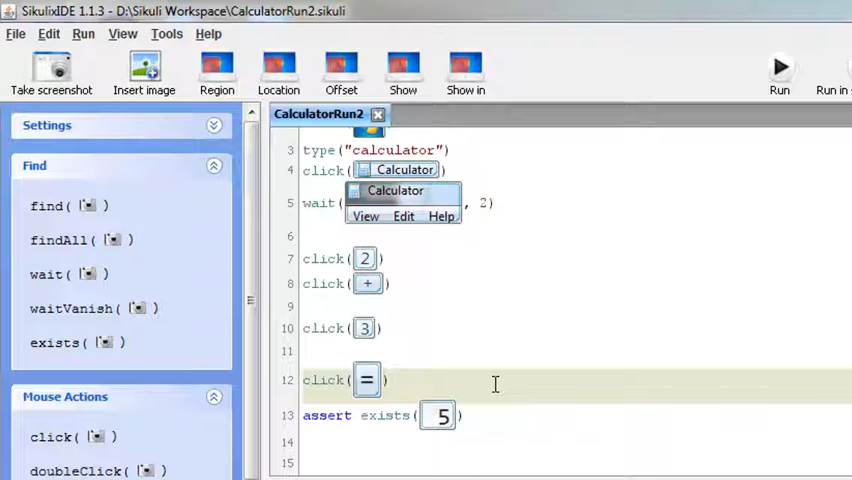 SikulixIDE 1.1.3 - D:\Sikuli Workspace\CalculatorRun2.sikuli
File Edit Run View Tools Help
Take screenshot Insert image Region Location Offset Show Show in Run Run in
CalculatorRun2
Settings
Find
find( )
findAll( )
wait( )
waitVanish( )
exists( )
Mouse Actions
click( )
doubleClick( )
3 type("calculator")
4 click( Calculator )
Calculator
5 wait( View Edit Help , 2)
6
7 click( 2 )
8 click( + )
9
10 click( 3 )
11
12 click( = )
13 assert exists( 5 )
14
15